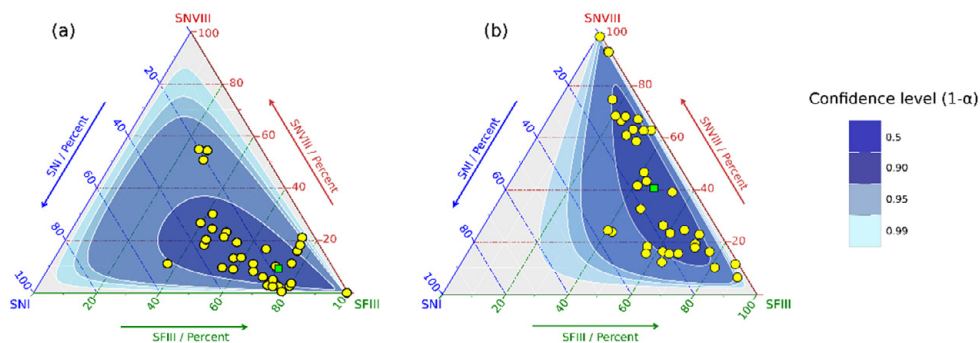 (a)
SNVIII
100
20
80
40
60
60
40
80
20
100
SNI
20
40
60
80
100
SFIII
SNI / Percent
SNVIII / Percent
SFIII / Percent
(b)
SNVIII
100
20
80
40
60
60
40
80
20
100
SNI
20
40
60
80
100
SFIII
SNI / Percent
SNVIII / Percent
SFIII / Percent
Confidence level (1-α)
0.5
0.90
0.95
0.99